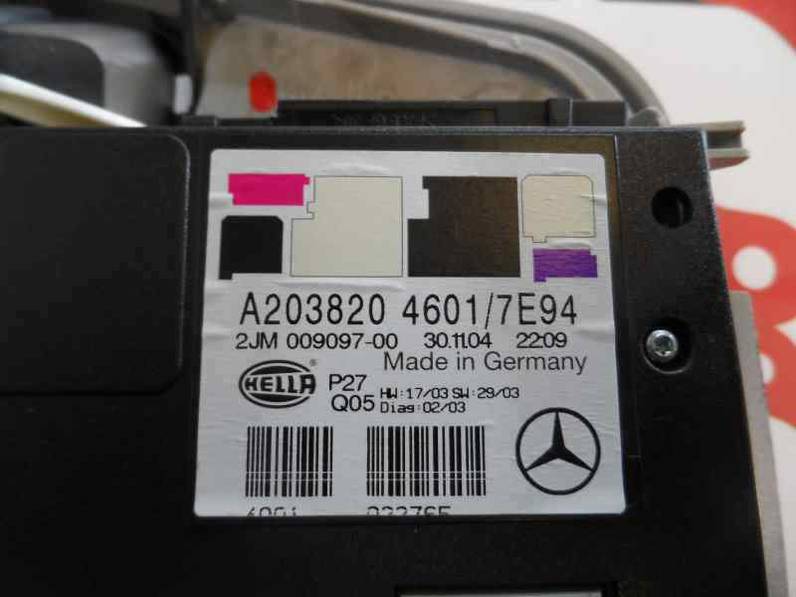 A203820 4601/7E94
2JM 009097-00 30.11.04 22:09
Made in Germany
HELLA P27 HW:17/03 SW:29/03
Q05 Diag:02/03